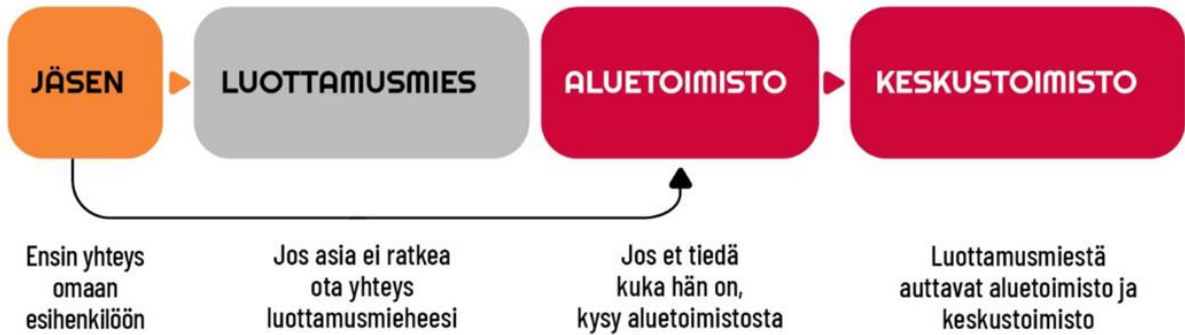 JÄSEN
LUOTTAMUSMIES
ALUETOIMISTO
KESKUSTOIMISTO
Ensin yhteys
omaan
esihenkilöön
Jos asia ei ratkea
ota yhteys
luottamusmieheesi
Jos et tiedä
kuka hän on,
kysy aluetoimistosta
Luottamusmiestä
auttavat aluetoimisto ja
keskustoimisto